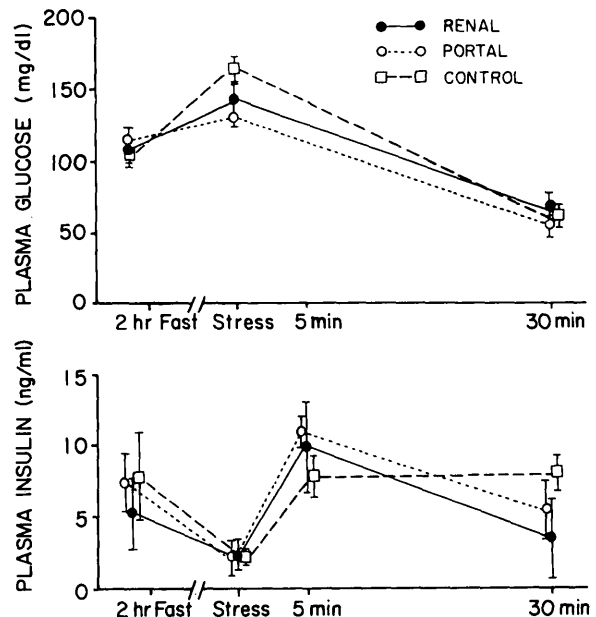 200
150
100
50
0
PLASMA GLUCOSE (mg/dl)
RENAL
PORTAL
CONTROL
2 hr Fast Stress 5 min 30 min
15
10
5
0
PLASMA INSULIN (ng/ml)
2 hr Fast Stress 5 min 30 min